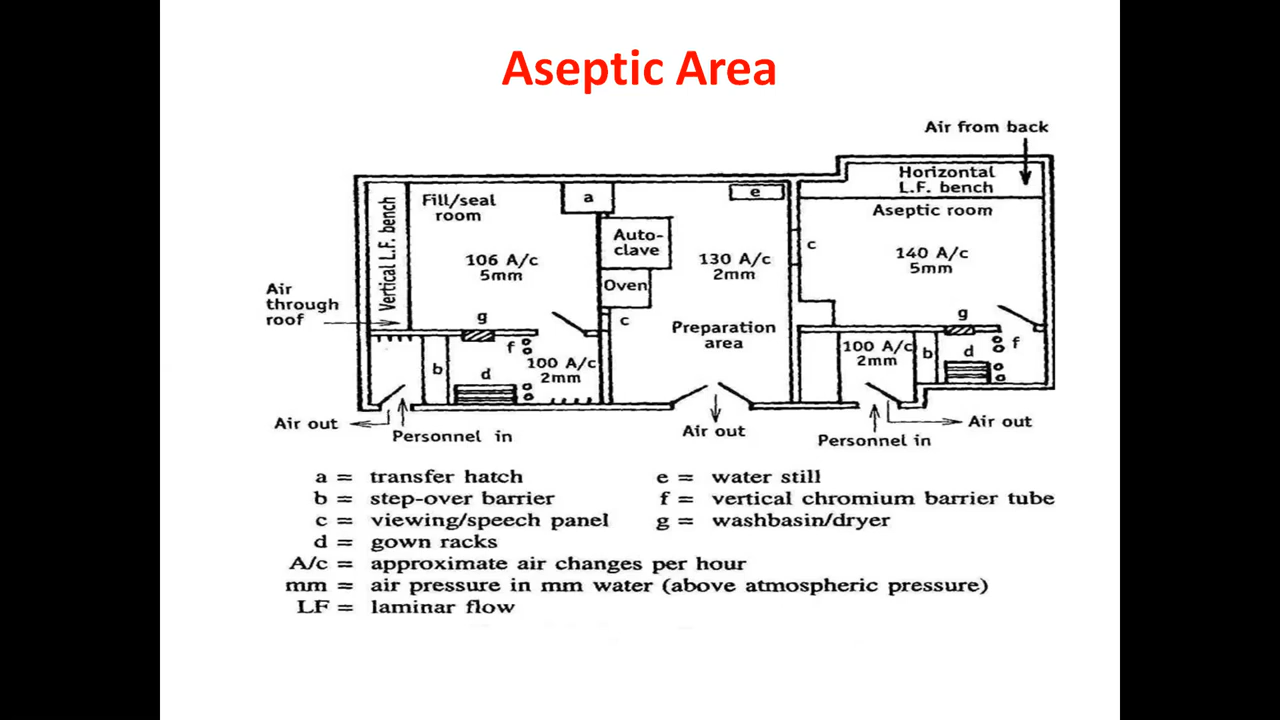 Aseptic Area
Air from back
Horizontal
L.F. bench
Aseptic room
140 A/c
5mm
c
g
f
100 A/c
2mm
b
d
Vertical L.F. bench
Fill/seal
room
a
106 A/c
5mm
Auto-
clave
Oven
c
e
130 A/c
2mm
Preparation
area
Air
through
roof
g
f
100 A/c
2mm
b
d
Air out
Personnel in
Air out
Personnel in
Air out
a = transfer hatch
b = step-over barrier
c = viewing/speech panel
d = gown racks
e = water still
f = vertical chromium barrier tube
g = washbasin/dryer
A/c = approximate air changes per hour
mm = air pressure in mm water (above atmospheric pressure)
LF = laminar flow